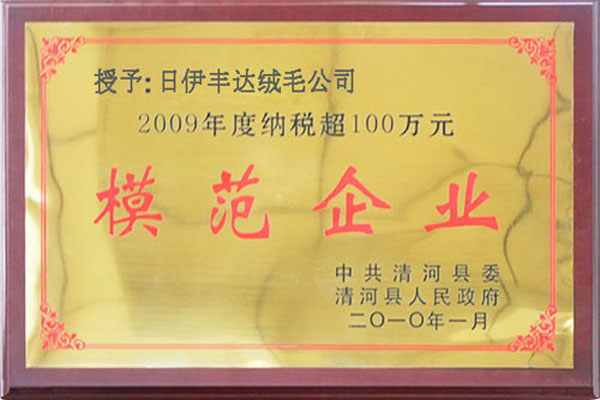 授予:日伊丰达绒毛公司
2009年度纳税超100万元
模范企业
中共清河县委
清河县人民政府
二〇一〇年一月